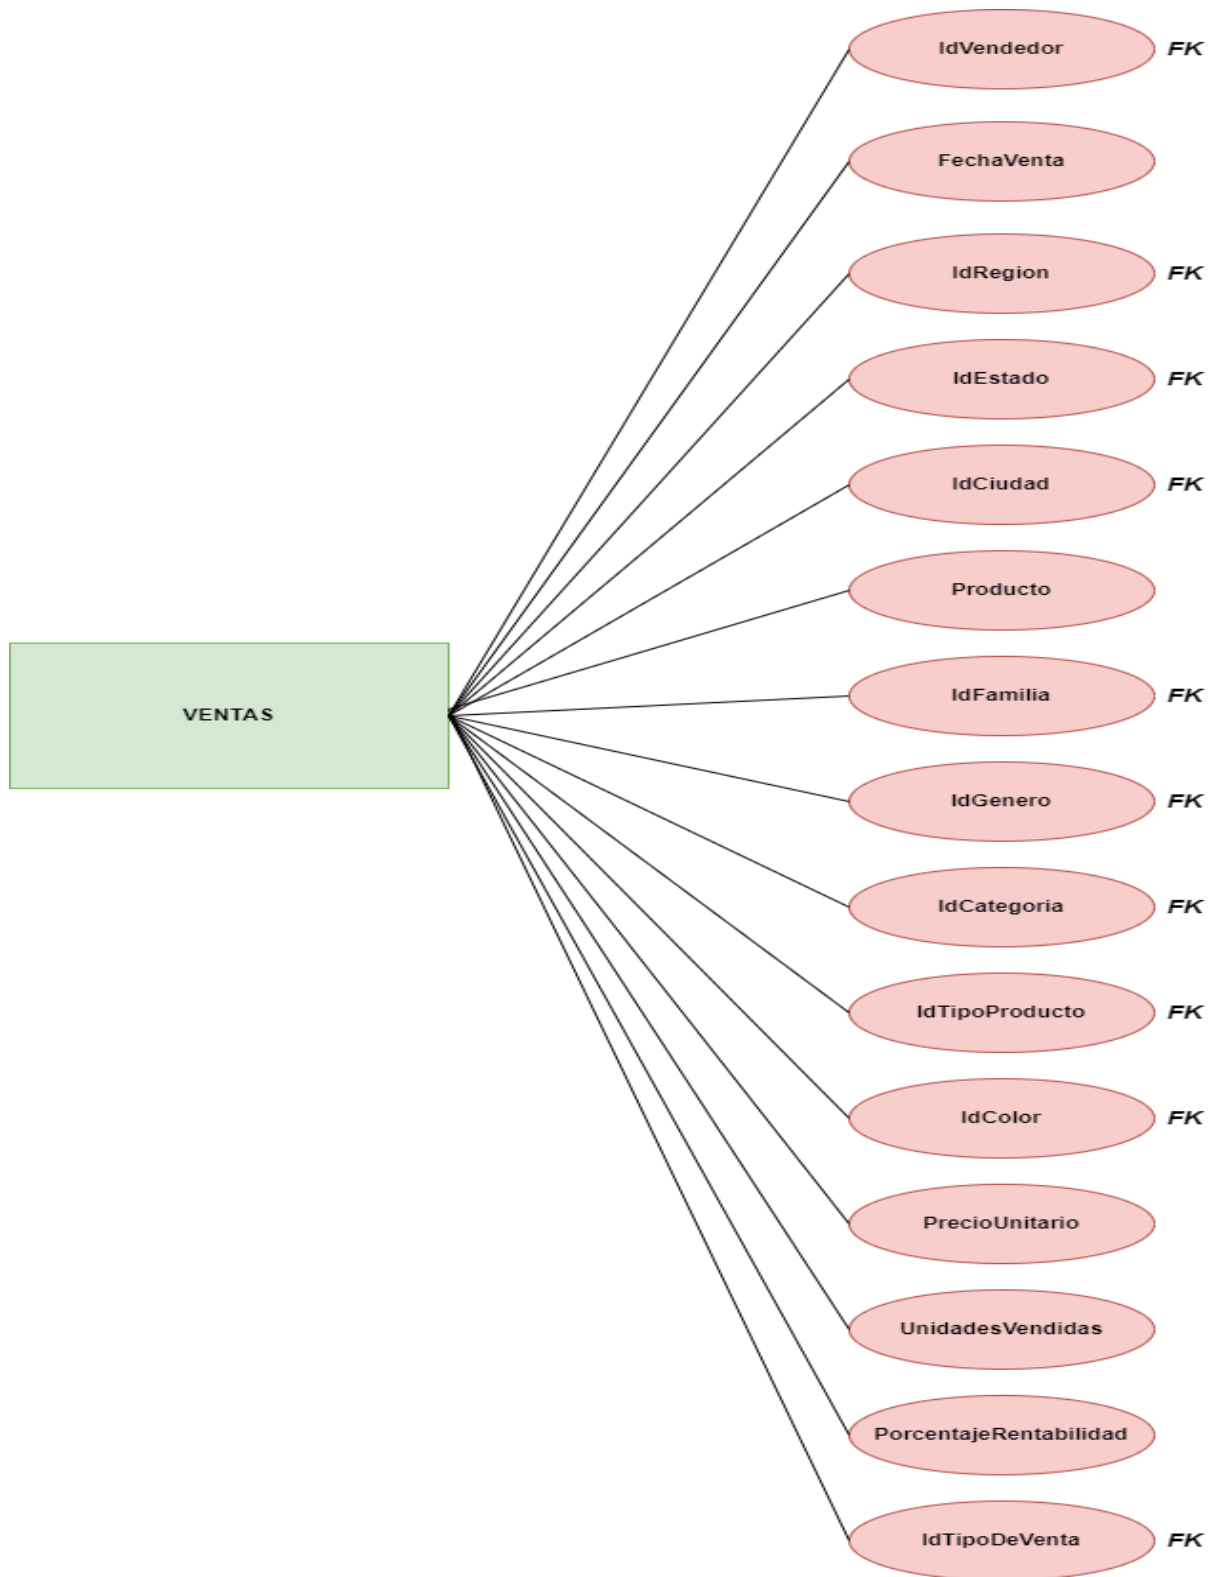 IdVendedor FK
FechaVenta
IdRegion FK
IdEstado FK
IdCiudad FK
Producto
IdFamilia FK
VENTAS
IdGenero FK
IdCategoria FK
IdTipoProducto FK
IdColor FK
PrecioUnitario
UnidadesVendidas
PorcentajeRentabilidad
IdTipoDeVenta FK